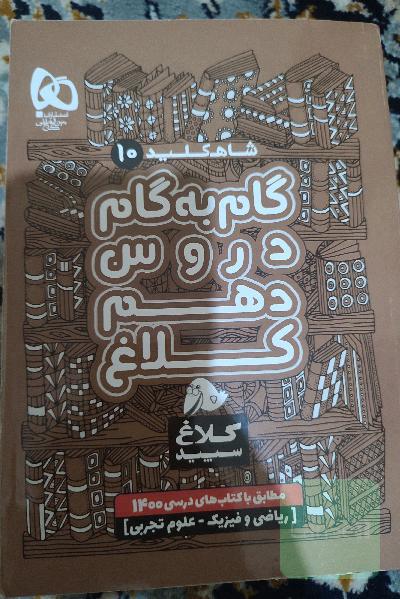 شاه‌کلید ۱۰
گام به گام
دروس
دهم
کلاغ
کلاغ
سپید
مطابق با کتاب‌های درسی ۱۴۰۰
[ریاضی و فیزیک - علوم تجربی]